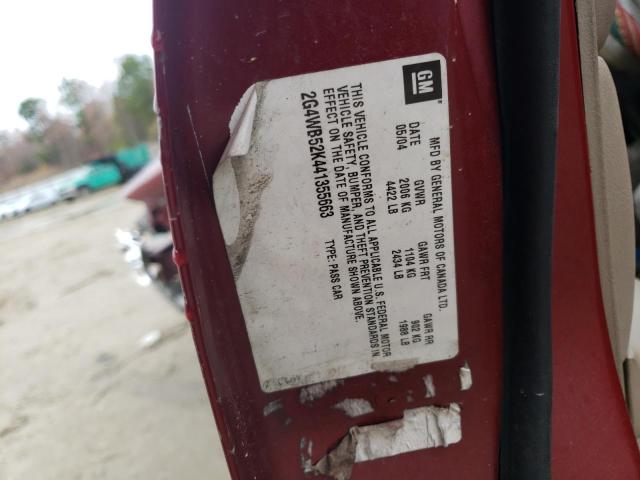 GM
MFD BY GENERAL MOTORS OF CANADA LTD.
DATE GVWR GAWR FRT GAWR RR
05/04 2006 KG 1104 KG 902 KG
4422 LB 2434 LB 1988 LB
THIS VEHICLE CONFORMS TO ALL APPLICABLE U.S. FEDERAL MOTOR
VEHICLE SAFETY, BUMPER, AND THEFT PREVENTION STANDARDS IN
EFFECT ON THE DATE OF MANUFACTURE SHOWN ABOVE.
2G4WB52K441355663 TYPE: PASS CAR